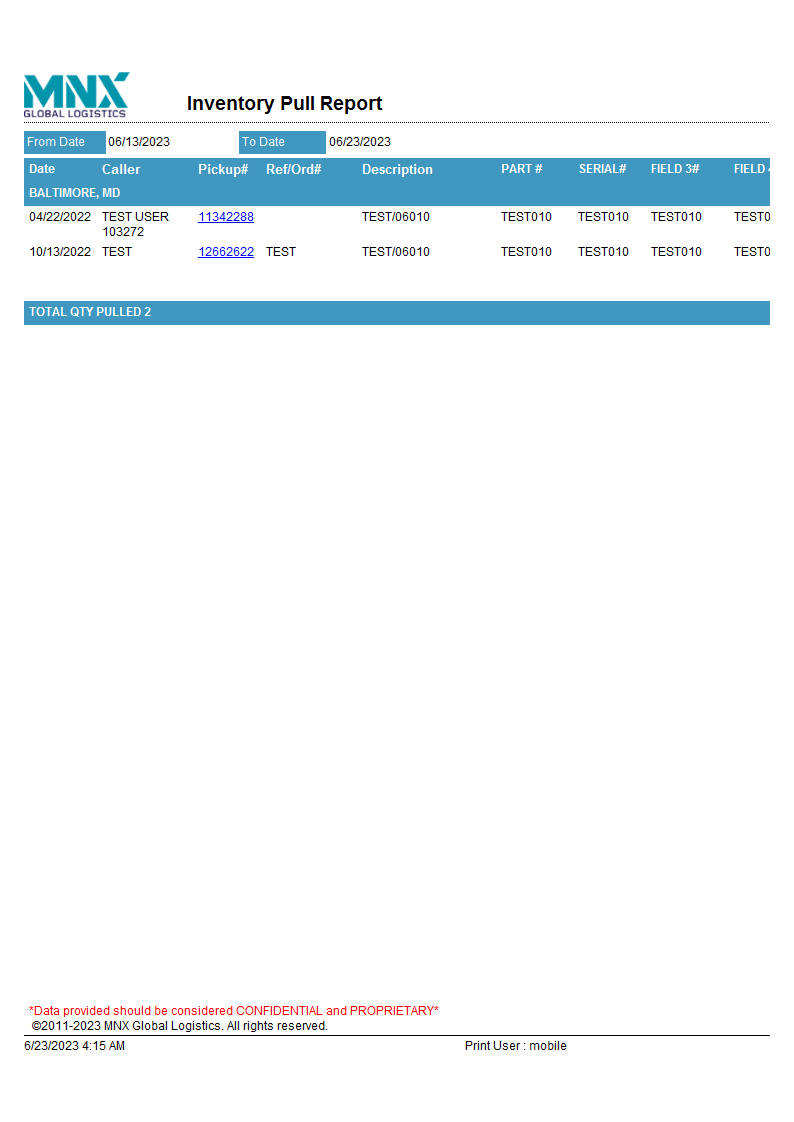 MNX
GLOBAL LOGISTICS
Inventory Pull Report
From Date 06/13/2023 To Date 06/23/2023
Date Caller Pickup# Ref/Ord# Description PART # SERIAL# FIELD 3# FIELD
BALTIMORE, MD
04/22/2022 TEST USER 11342288 TEST/06010 TEST010 TEST010 TEST010 TEST0
103272
10/13/2022 TEST 12662622 TEST TEST/06010 TEST010 TEST010 TEST010 TEST0
TOTAL QTY PULLED 2
*Data provided should be considered CONFIDENTIAL and PROPRIETARY*
©2011-2023 MNX Global Logistics. All rights reserved.
6/23/2023 4:15 AM Print User : mobile